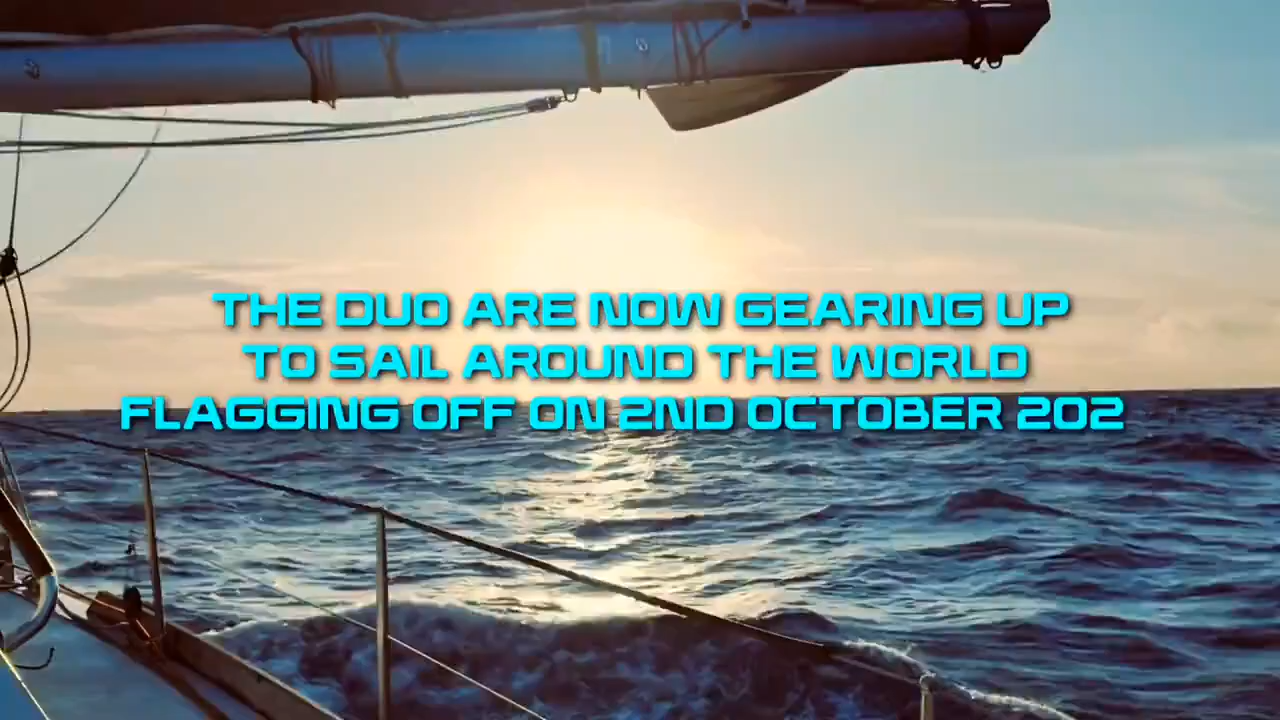 THE DUO ARE NOW GEARING UP
TO SAIL AROUND THE WORLD
FLAGGING OFF ON 2ND OCTOBER 202